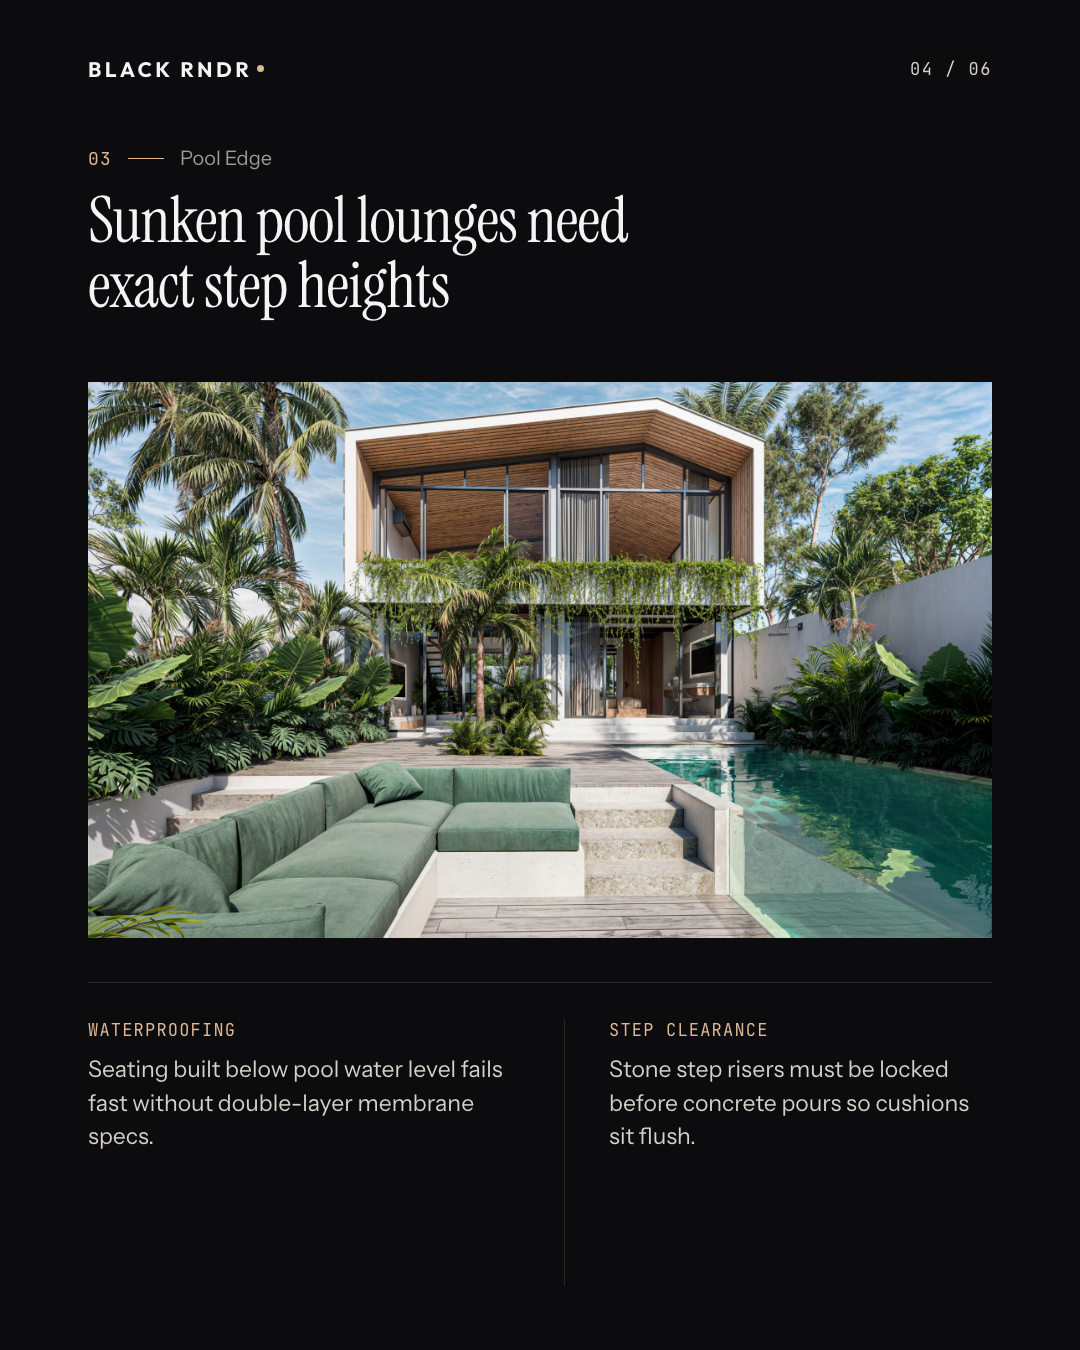 BLACK RNDR
04 / 06
03 — Pool Edge
Sunken pool lounges need
exact step heights
WATERPROOFING
Seating built below pool water level fails
fast without double-layer membrane
specs.
STEP CLEARANCE
Stone step risers must be locked
before concrete pours so cushions
sit flush.